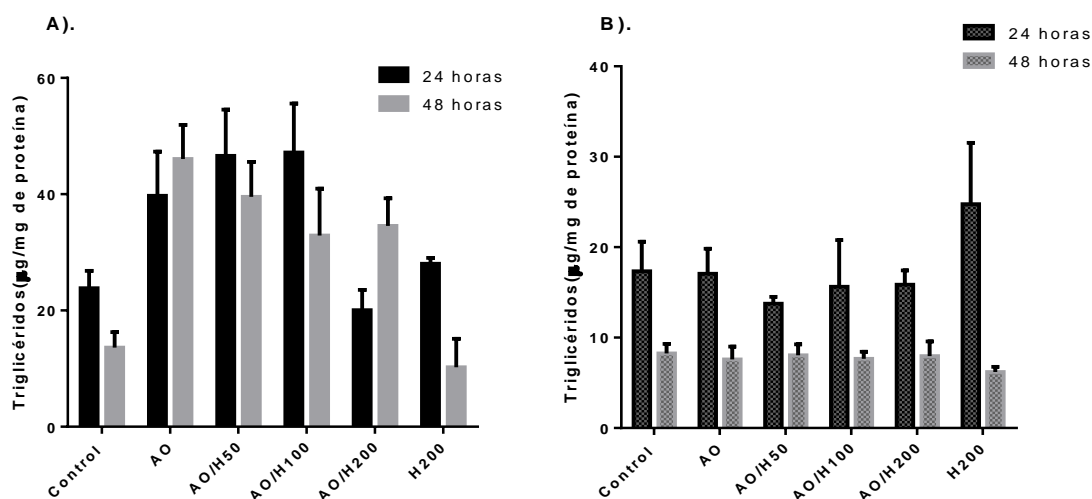 A).
24 horas
48 horas
Triglicéridos(µg/mg de proteína)
60
40
20
0
Control
AO
AO/H50
AO/H100
AO/H200
H200
B).
24 horas
48 horas
Triglicéridos(µg/mg de proteína)
40
30
20
10
0
Control
AO
AO/H50
AO/H100
AO/H200
H200